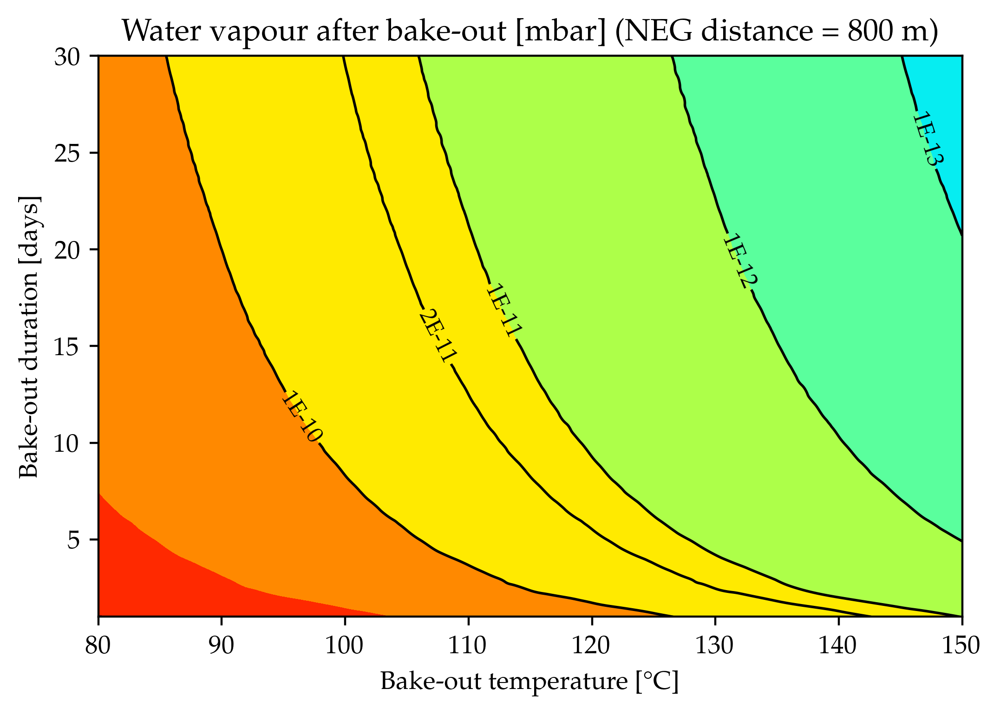 Water vapour after bake-out [mbar] (NEG distance = 800 m)
30
25
20
15
10
5
Bake-out duration [days]
1E-10
2E-11
1E-11
1E-12
1E-13
80 90 100 110 120 130 140 150
Bake-out temperature [°C]